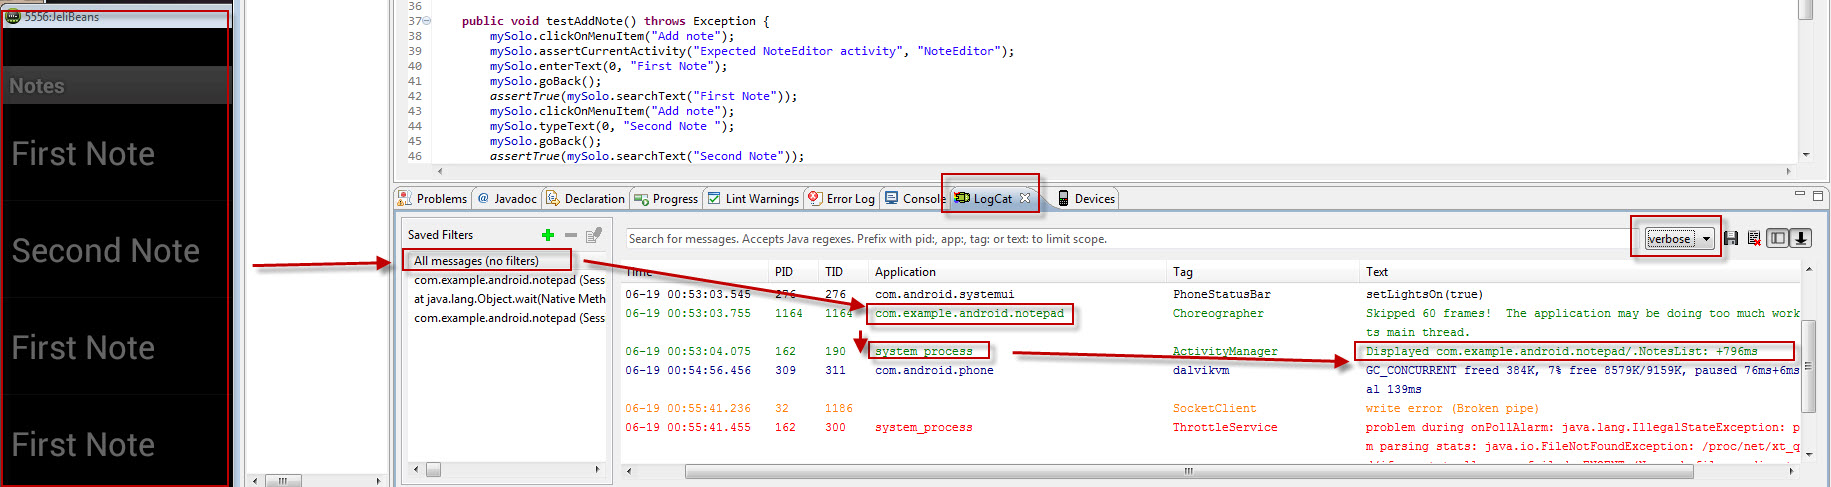 5556:JeliBeans
Notes
First Note
Second Note
First Note
First Note
36
37 public void testAddNote() throws Exception {
38 mySolo.clickOnMenuItem("Add note");
39 mySolo.assertCurrentActivity("Expected NoteEditor activity", "NoteEditor");
40 mySolo.enterText(0, "First Note");
41 mySolo.goBack();
42 assertTrue(mySolo.searchText("First Note"));
43 mySolo.clickOnMenuItem("Add note");
44 mySolo.typeText(0, "Second Note ");
45 mySolo.goBack();
46 assertTrue(mySolo.searchText("Second Note"));
Problems @ Javadoc Declaration Progress Lint Warnings Error Log Console LogCat Devices
Saved Filters
All messages (no filters)
com.example.android.notepad (Sess
at java.lang.Object.wait(Native Meth
com.example.android.notepad (Sess
Search for messages. Accepts Java regexes. Prefix with pid:, app:, tag: or text: to limit scope.
verbose
Time PID TID Application Tag Text
06-19 00:53:03.545 276 276 com.android.systemui PhoneStatusBar setLightsOn(true)
06-19 00:53:03.755 1164 1164 com.example.android.notepad Choreographer Skipped 60 frames! The application may be doing too much work
ts main thread.
06-19 00:53:04.075 162 190 system_process ActivityManager Displayed com.example.android.notepad/.NotesList: +796ms
06-19 00:54:56.456 309 311 com.android.phone dalvikvm GC_CONCURRENT freed 384K, 7% free 8579K/9159K, paused 76ms+6ms
al 139ms
06-19 00:55:41.236 32 1186 SocketClient write error (Broken pipe)
06-19 00:55:41.455 162 300 system_process ThrottleService problem during onPollAlarm: java.lang.IllegalStateException: p
m parsing stats: java.io.FileNotFoundException: /proc/net/xt_q